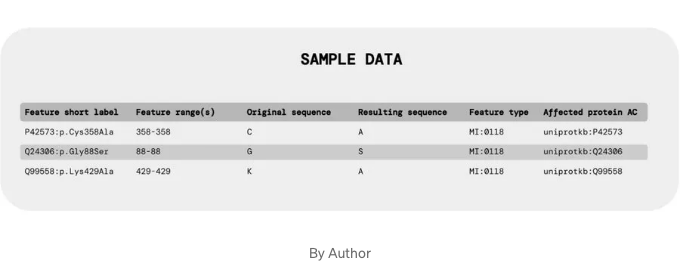 SAMPLE DATA
Feature short label Feature range(s) Original sequence Resulting sequence Feature type Affected protein AC
P42573:p.Cys358Ala 358-358 C A MI:0118 uniprotkb:P42573
Q24306:p.Gly88Ser 88-88 G S MI:0118 uniprotkb:Q24306
Q99558:p.Lys429Ala 429-429 K A MI:0118 uniprotkb:Q99558
By Author